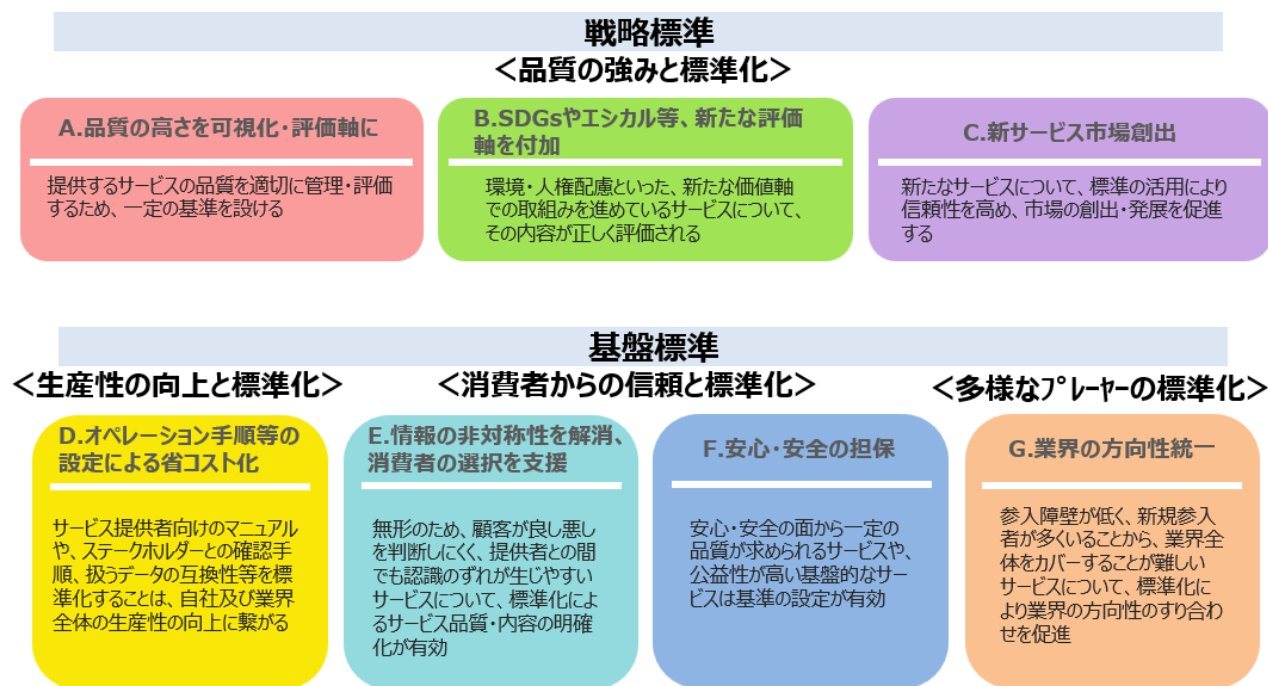 戦略標準
＜品質の強みと標準化＞
A.品質の高さを可視化・評価軸に
提供するサービスの品質を適切に管理・評価
するため、一定の基準を設ける
B.SDGsやエシカル等、新たな評価
軸を付加
環境・人権配慮といった、新たな価値軸
での取組みを進めているサービスについて、
その内容が正しく評価される
C.新サービス市場創出
新たなサービスについて、標準の活用により
信頼性を高め、市場の創出・発展を促進
する
基盤標準
＜生産性の向上と標準化＞
＜消費者からの信頼と標準化＞
＜多様なﾌﾟﾚｰﾔｰの標準化＞
D.オペレーション手順等の
設定による省コスト化
サービス提供者向けのマニュアル
や、ステークホルダーとの確認手
順、扱うデータの互換性等を標
準化することは、自社及び業界
全体の生産性の向上に繋がる
E.情報の非対称性を解消、
消費者の選択を支援
無形のため、顧客が良し悪し
を判断しにくく、提供者との間
でも認識のずれが生じやすい
サービスについて、標準化によ
るサービス品質・内容の明確
化が有効
F.安心・安全の担保
安心・安全の面から一定の
品質が求められるサービスや、
公益性が高い基盤的なサー
ビスは基準の設定が有効
G.業界の方向性統一
参入障壁が低く、新規参入
者が多くいることから、業界全
体をカバーすることが難しい
サービスについて、標準化に
より業界の方向性のすり合わ
せを促進